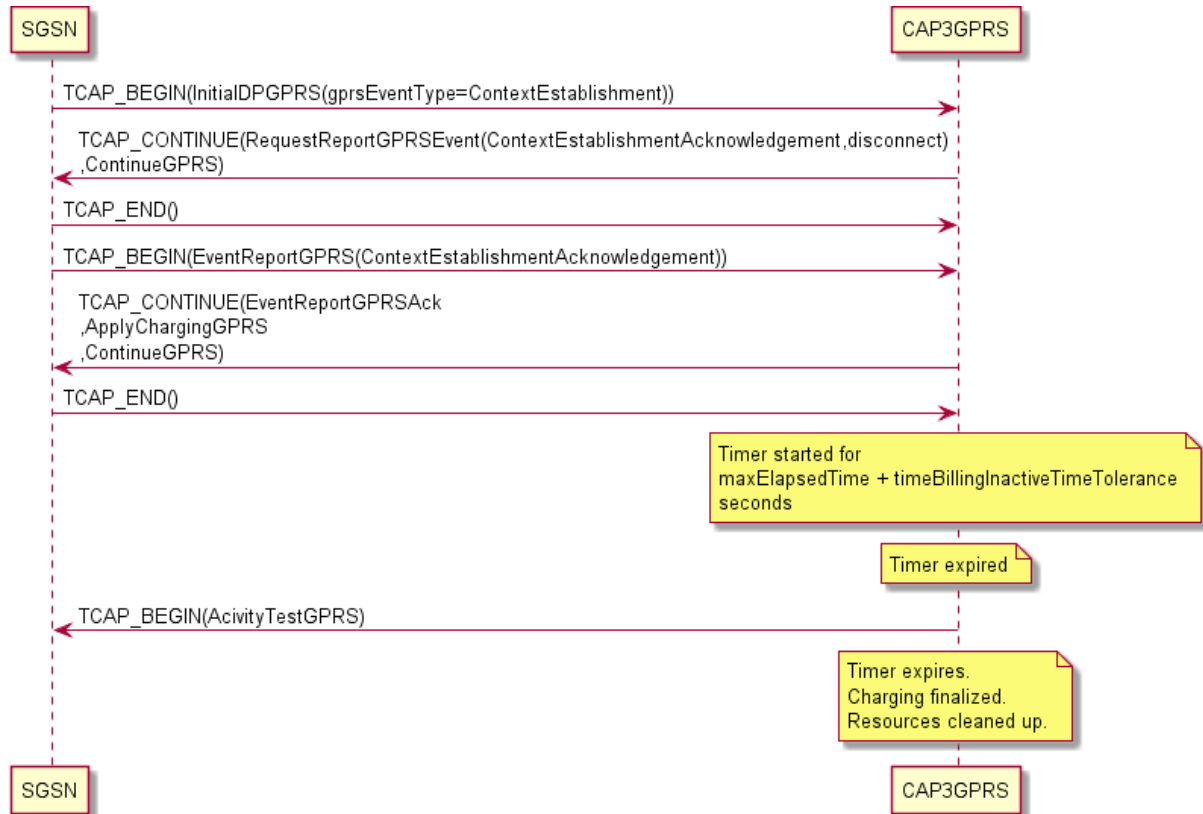 SGSN
CAP3GPRS
TCAP_BEGIN(InitialDPGPRS(gprsEventType=ContextEstablishment))
TCAP_CONTINUE(RequestReportGPRSEvent(ContextEstablishmentAcknowledgement,disconnect)
,ContinueGPRS)
TCAP_END()
TCAP_BEGIN(EventReportGPRS(ContextEstablishmentAcknowledgement))
TCAP_CONTINUE(EventReportGPRSAck
,ApplyChargingGPRS
,ContinueGPRS)
TCAP_END()
Timer started for
maxElapsedTime + timeBillingInactiveTimeTolerance
seconds
Timer expired
TCAP_BEGIN(AcivityTestGPRS)
Timer expires.
Charging finalized.
Resources cleaned up.
SGSN
CAP3GPRS